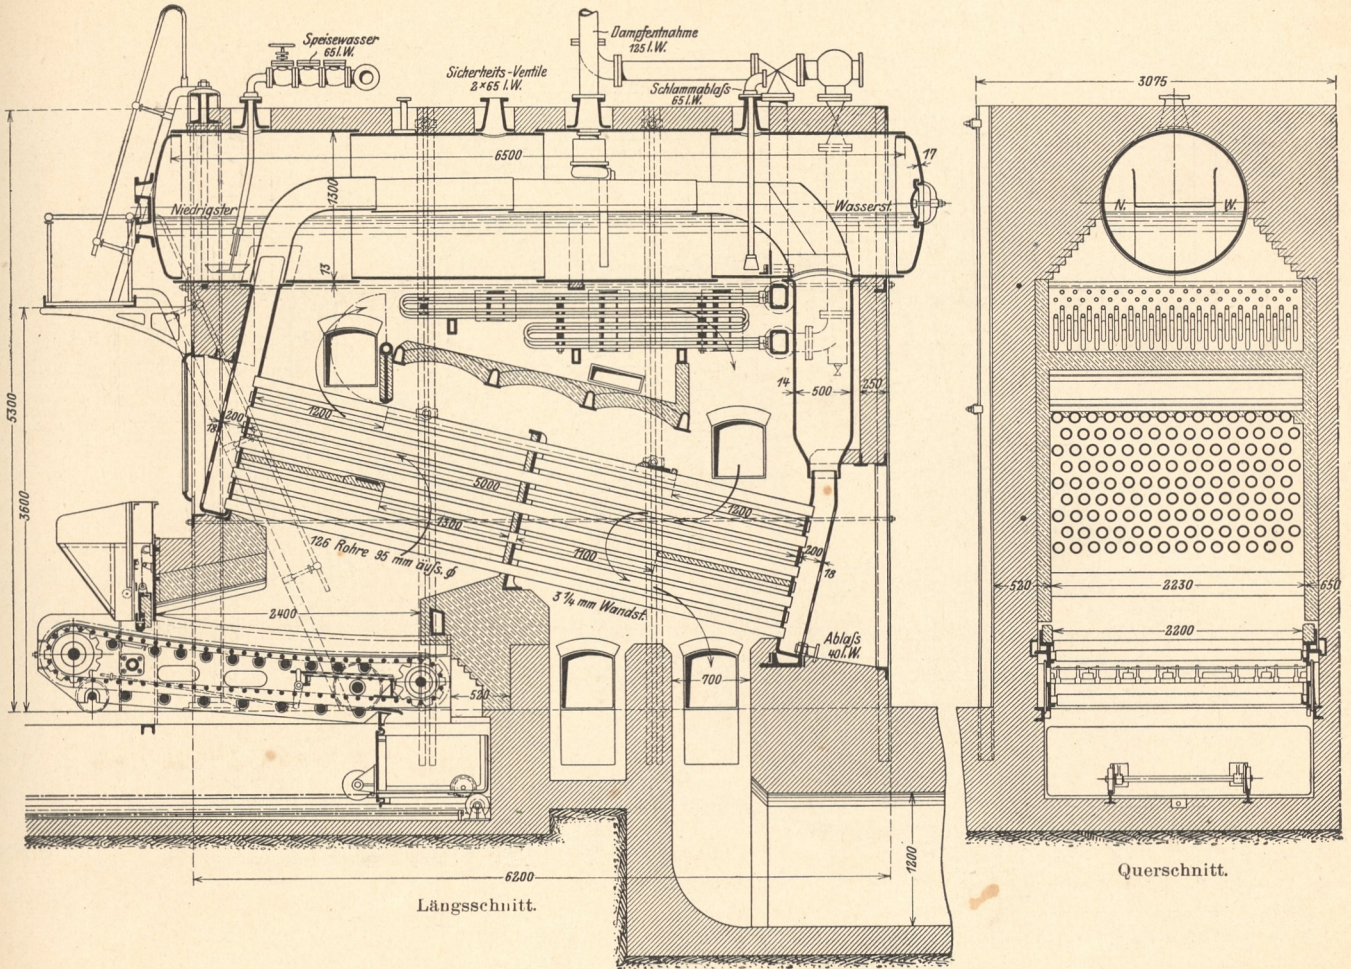 Speisewasser
65 l.W.
Sicherheits-Ventile
2×65 l.W.
Dampfentnahme
125 l.W.
Schlammablaſs
65 l.W.
3075
6500
17
1300
Niedrigster
Wasserst.
N. W.
13
5300
3600
14
500
250
200
18
1200
5000
1300
1200
1100
200
18
126 Rohre 95 mm äuſs. ϕ
3 1/4 mm Wandst.
2400
Ablaſs
40 l.W.
520
700
520
2230
650
2200
1200
6200
Längsschnitt.
Querschnitt.